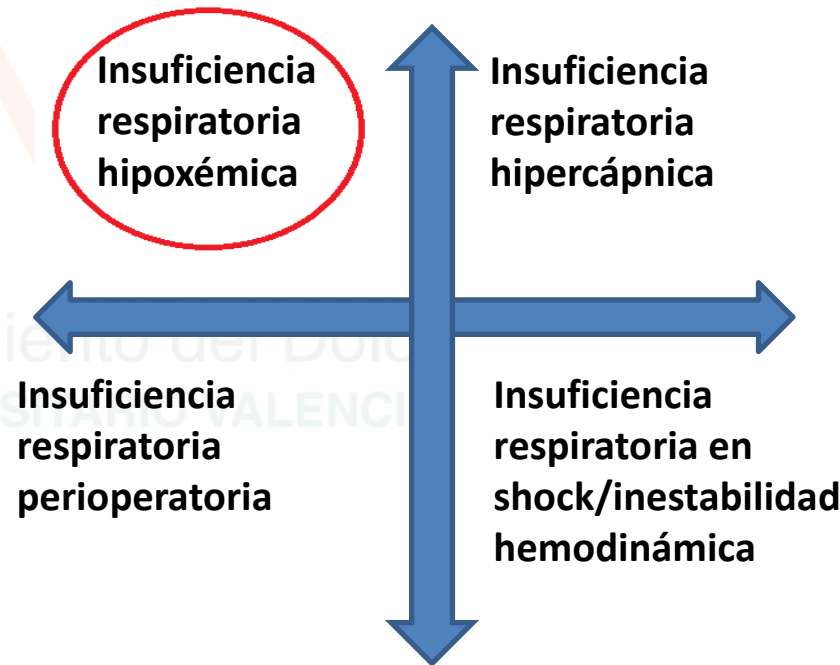 Insuficiencia
respiratoria
hipoxémica
Insuficiencia
respiratoria
hipercápnica
Insuficiencia
respiratoria
perioperatoria
Insuficiencia
respiratoria en
shock/inestabilidad
hemodinámica